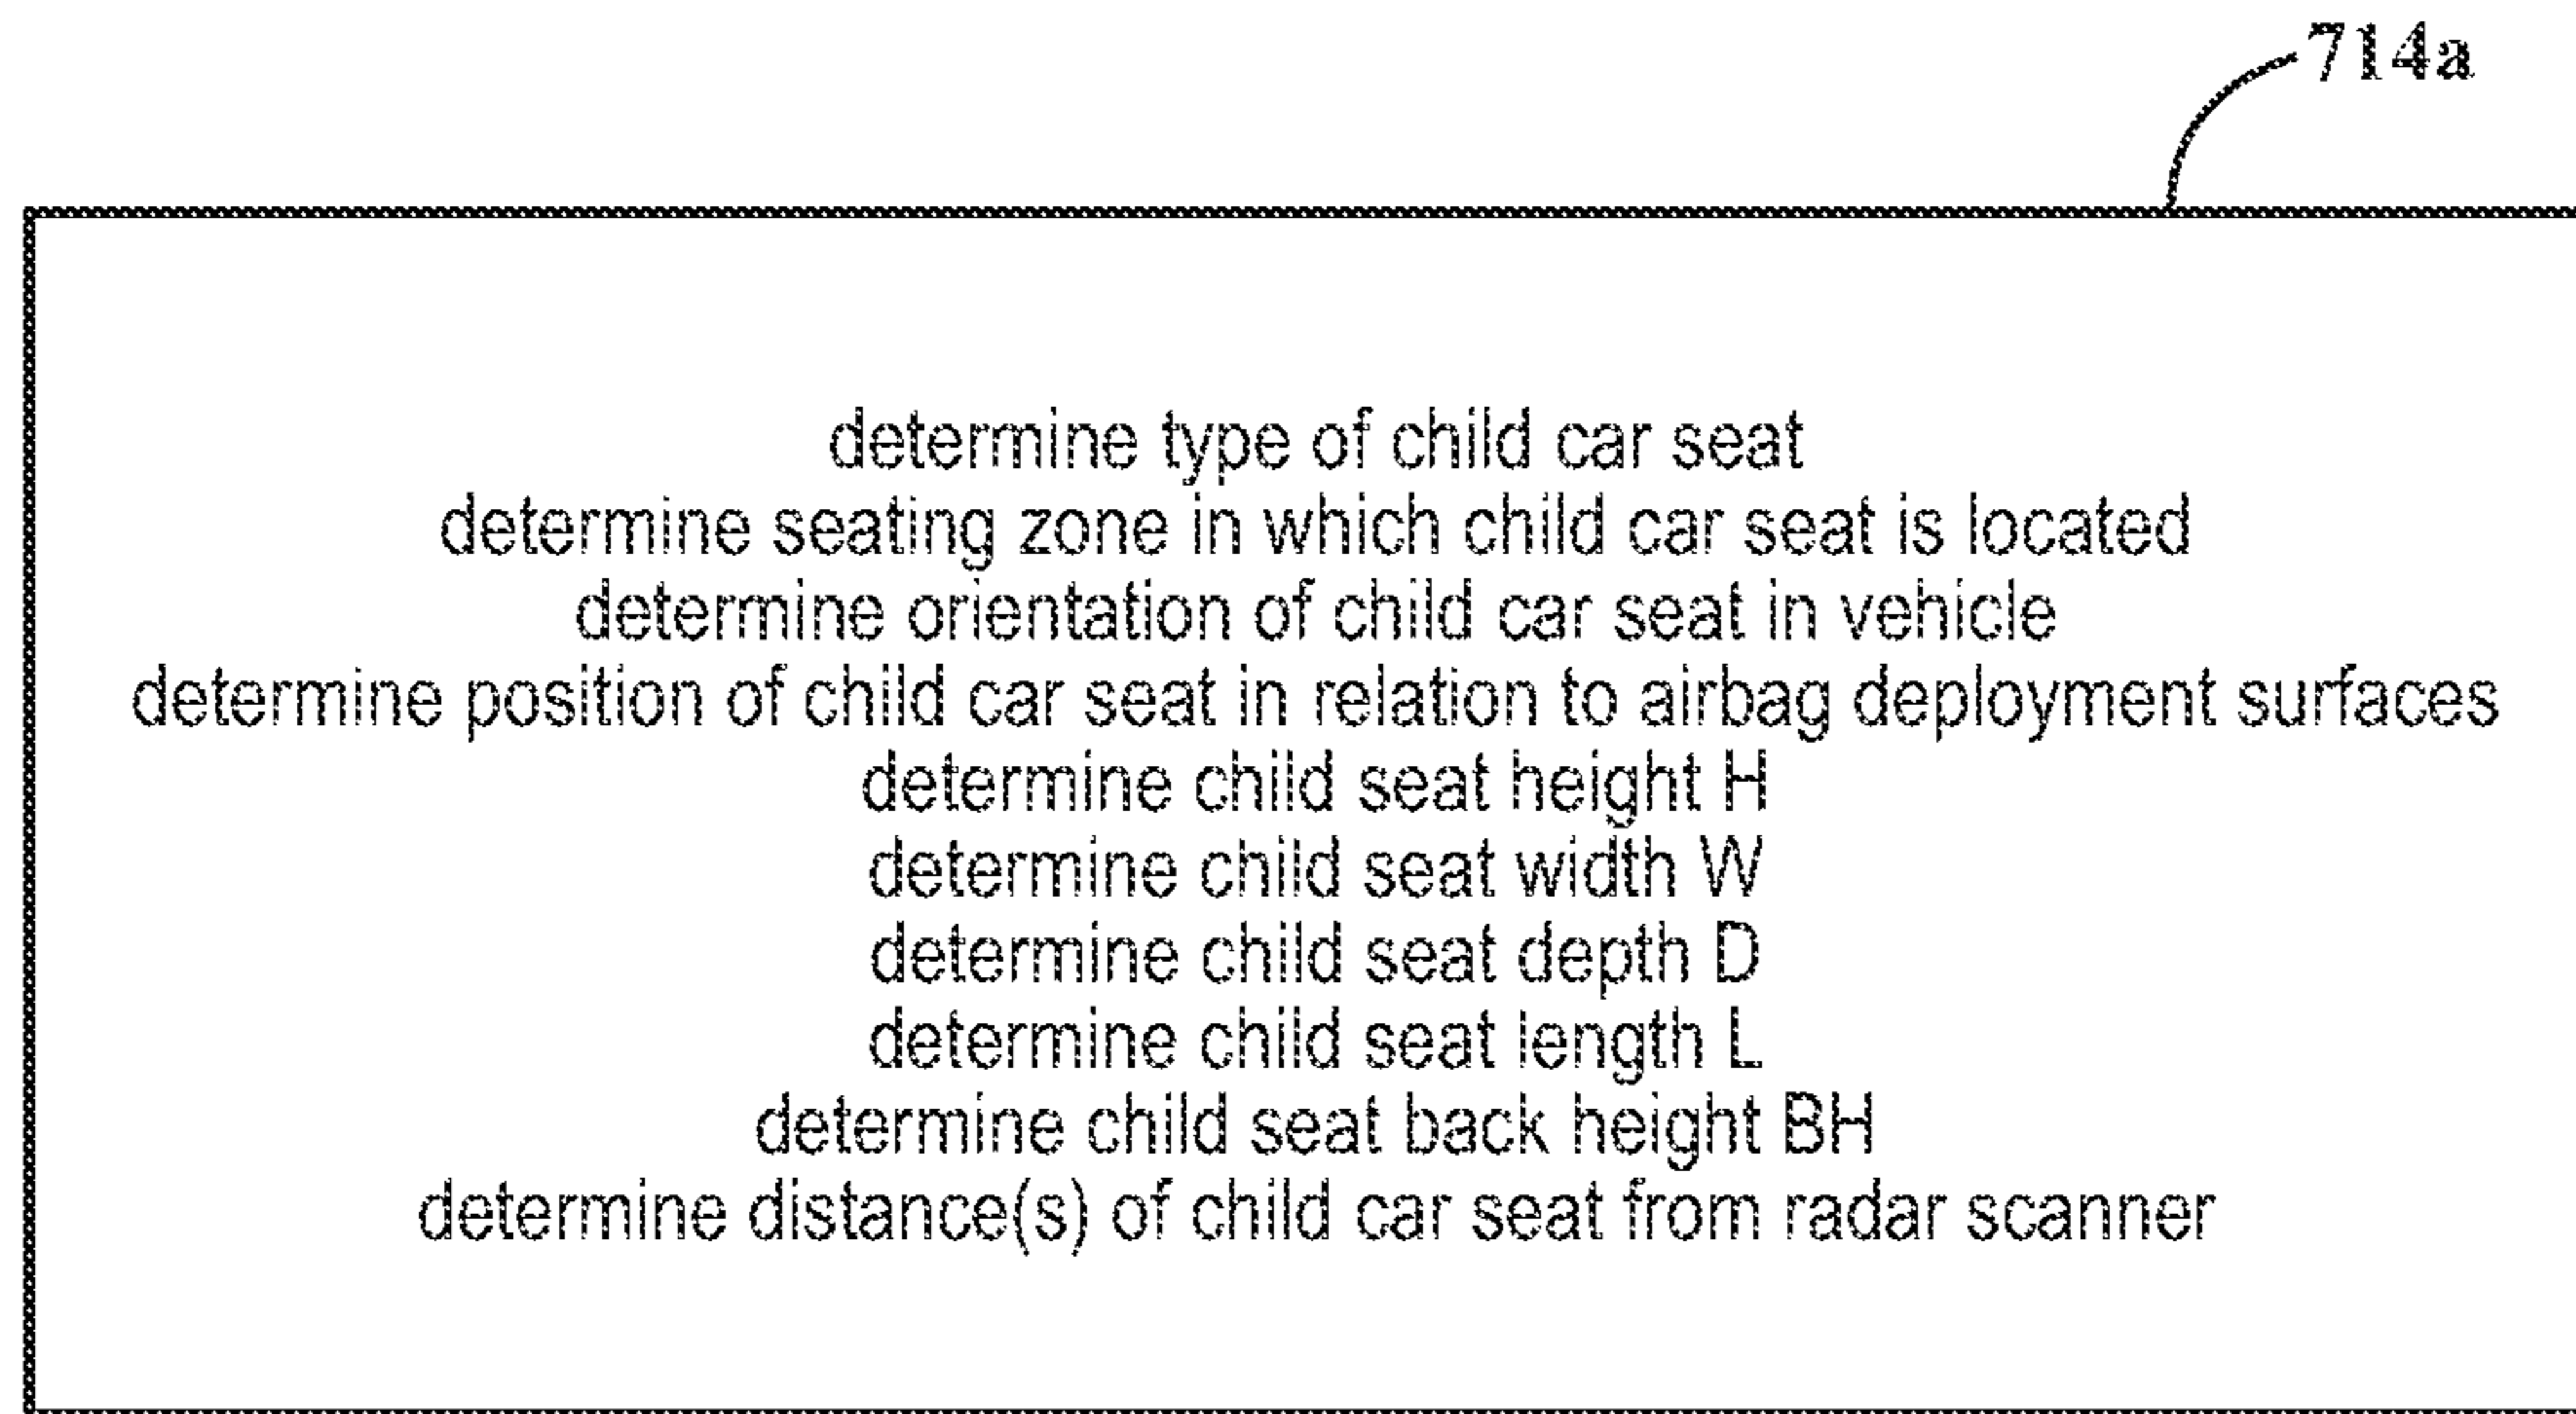 714a
determine type of child car seat
determine seating zone in which child car seat is located
determine orientation of child car seat in vehicle
determine position of child car seat in relation to airbag deployment surfaces
determine child seat height H
determine child seat width W
determine child seat depth D
determine child seat length L
determine child seat back height BH
determine distance(s) of child car seat from radar scanner